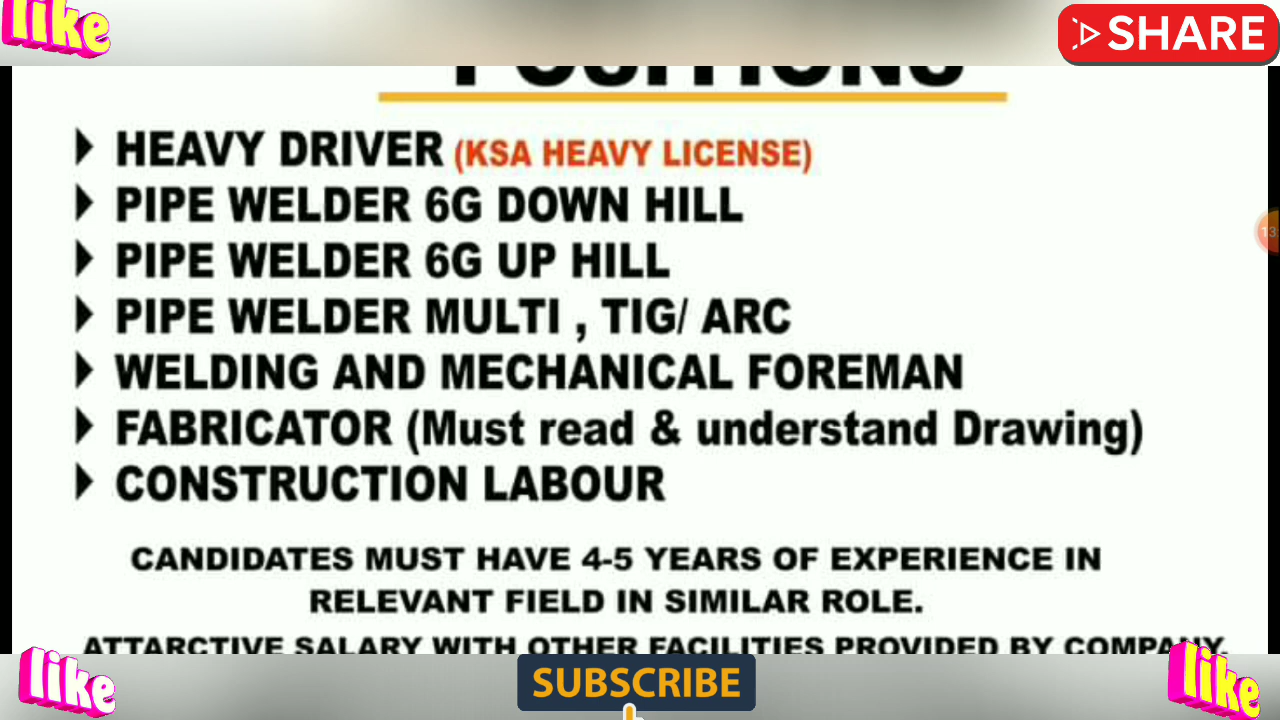 like
SHARE
POSITIONS
HEAVY DRIVER (KSA HEAVY LICENSE)
PIPE WELDER 6G DOWN HILL
PIPE WELDER 6G UP HILL
PIPE WELDER MULTI , TIG/ ARC
WELDING AND MECHANICAL FOREMAN
FABRICATOR (Must read & understand Drawing)
CONSTRUCTION LABOUR
CANDIDATES MUST HAVE 4-5 YEARS OF EXPERIENCE IN
RELEVANT FIELD IN SIMILAR ROLE.
ATTARCTIVE SALARY WITH OTHER FACILITIES PROVIDED BY COMPANY.
like
SUBSCRIBE
like